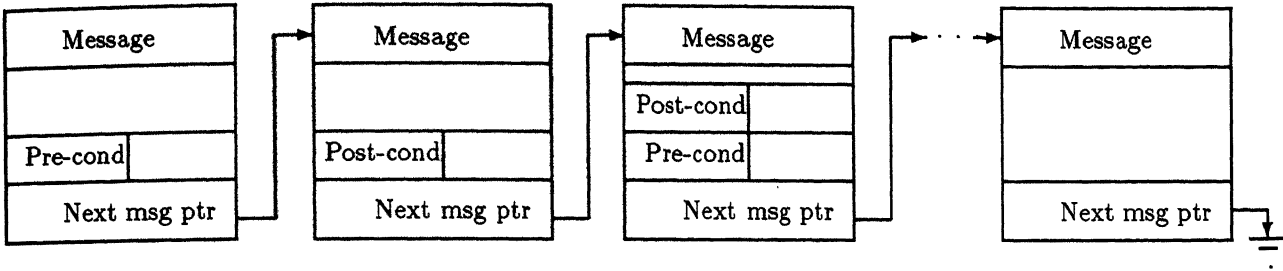 Message
Pre-cond
Next msg ptr
Message
Post-cond
Next msg ptr
Message
Post-cond
Pre-cond
Next msg ptr
. . .
Message
Next msg ptr